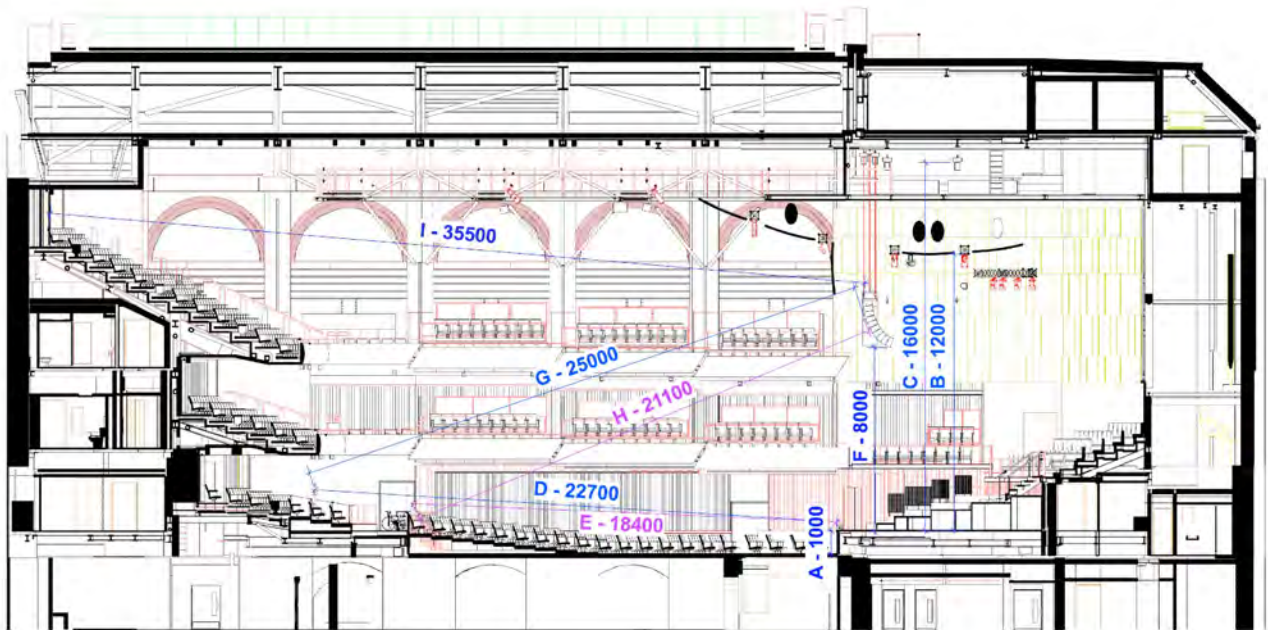 I - 35500
G - 25000
H - 21100
C - 16000
B - 12000
F - 8000
D - 22700
E - 18400
A - 1000